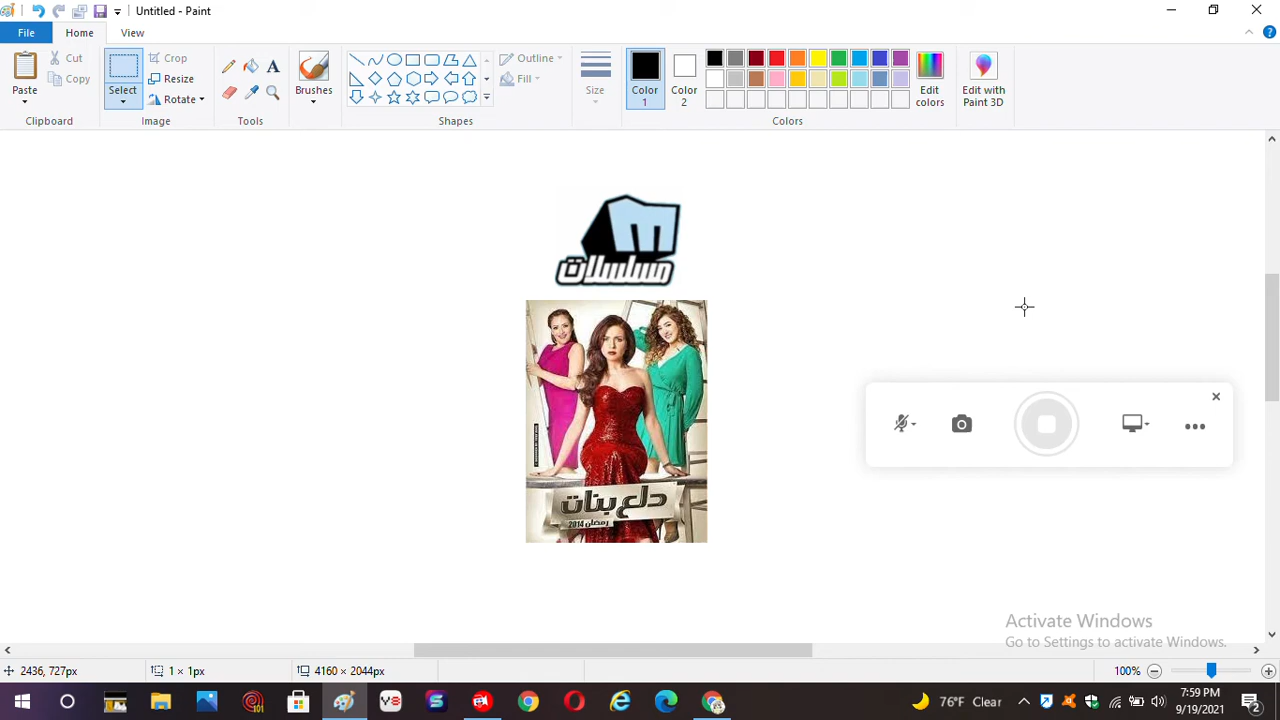 Untitled - Paint
File
Home
View
Paste
Cut
Copy
Clipboard
Select
Crop
Resize
Rotate
Image
A
Tools
Brushes
Shapes
Outline
Fill
Size
Color 1
Color 2
Edit colors
Colors
Edit with Paint 3D
m
مسلسلات
دلع بنات
رمضان 2014
Activate Windows
Go to Settings to activate Windows.
2436, 727px
1 × 1px
4160 × 2044px
100%
76°F Clear
7:59 PM
9/19/2021
2